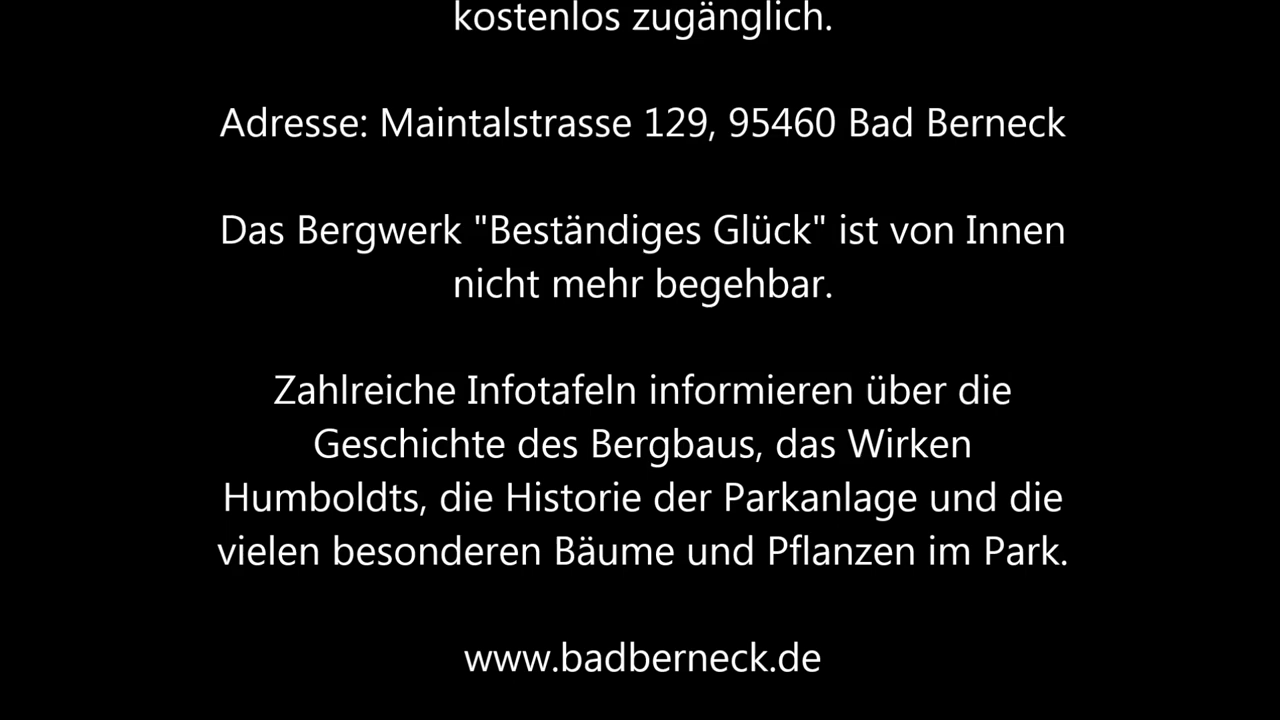 kostenlos zugänglich.
Adresse: Maintalstrasse 129, 95460 Bad Berneck
Das Bergwerk "Beständiges Glück" ist von Innen
nicht mehr begehbar.
Zahlreiche Infotafeln informieren über die
Geschichte des Bergbaus, das Wirken
Humboldts, die Historie der Parkanlage und die
vielen besonderen Bäume und Pflanzen im Park.
www.badberneck.de